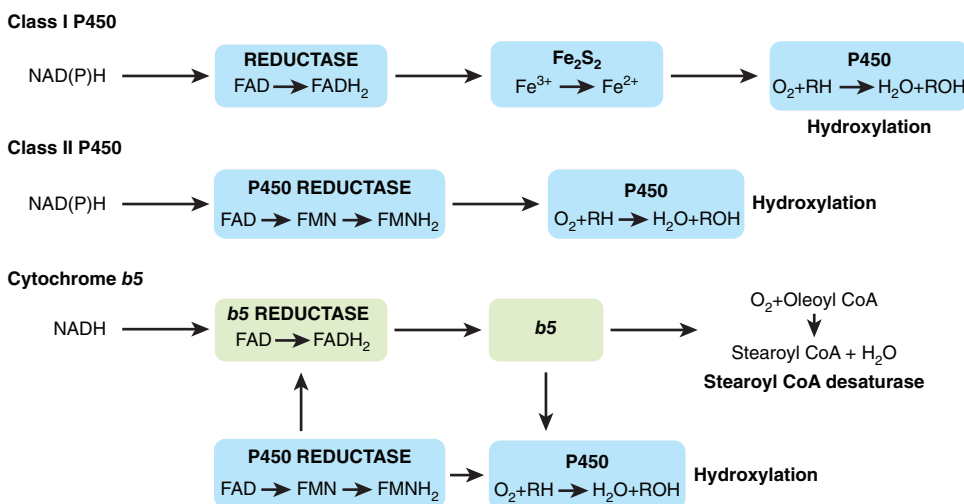 Class I P450
NAD(P)H
REDUCTASE
FAD → FADH₂
Fe₂S₂
Fe³⁺ → Fe²⁺
P450
O₂+RH → H₂O+ROH
Hydroxylation
Class II P450
NAD(P)H
P450 REDUCTASE
FAD → FMN → FMNH₂
P450
O₂+RH → H₂O+ROH
Hydroxylation
Cytochrome b5
NADH
b5 REDUCTASE
FAD → FADH₂
b5
O₂+Oleoyl CoA
Stearoyl CoA + H₂O
Stearoyl CoA desaturase
P450 REDUCTASE
FAD → FMN → FMNH₂
P450
O₂+RH → H₂O+ROH
Hydroxylation